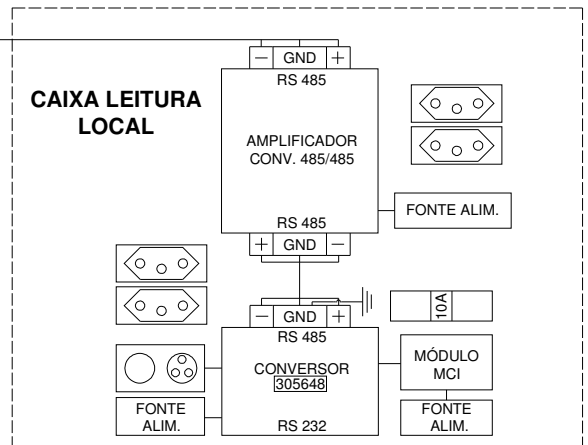 − GND +
RS 485
CAIXA LEITURA
LOCAL
AMPLIFICADOR
CONV. 485/485
RS 485
+ GND −
FONTE ALIM.
− GND +
RS 485
10A
CONVERSOR
305648
RS 232
MÓDULO
MCI
FONTE
ALIM.
FONTE
ALIM.